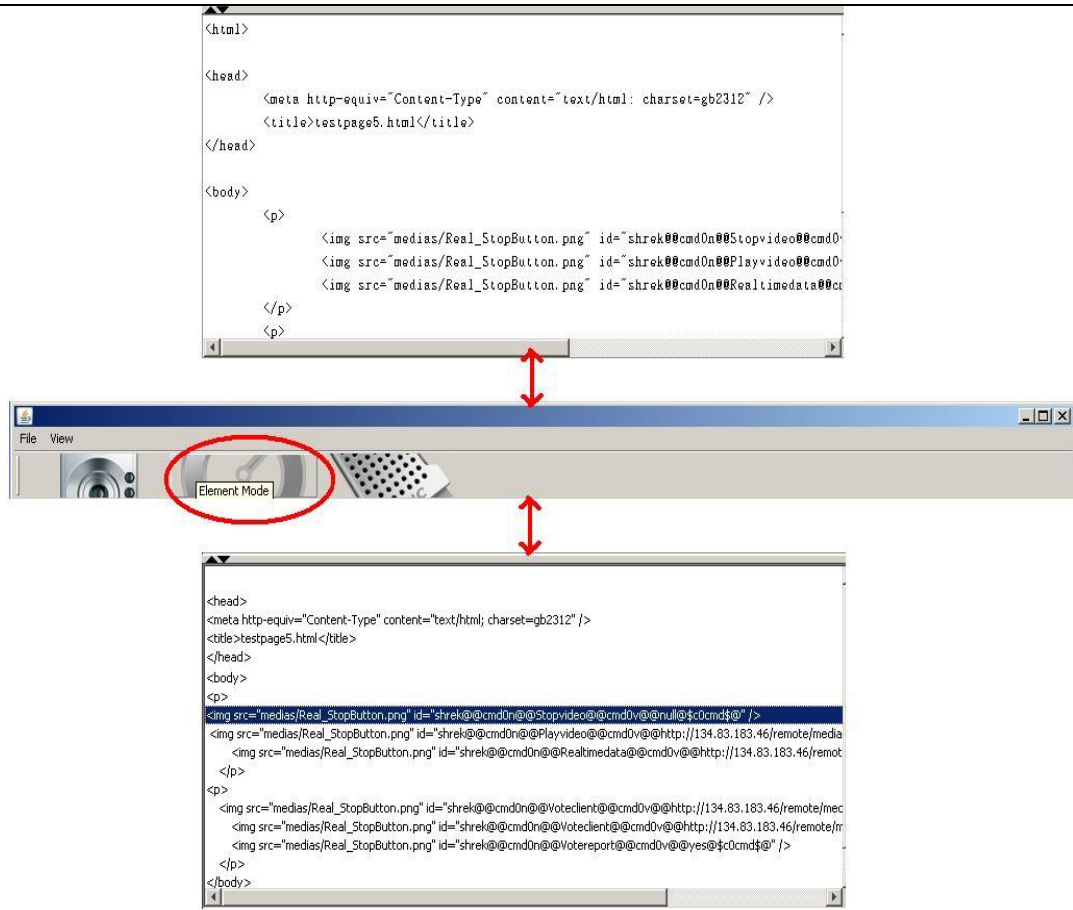 <html>
<head>
<meta http-equiv="Content-Type" content="text/html: charset=gb2312" />
<title>testpage5.html</title>
</head>
<body>
<p>
<img src="medias/Real_StopButton.png" id="shrek@@cmd0n@@Stopvideo@@cmd0
<img src="medias/Real_StopButton.png" id="shrek@@cmd0n@@Playvideo@@cmd0
<img src="medias/Real_StopButton.png" id="shrek@@cmd0n@@Realtimedata@@
</p>
<p>
File View
Element Mode
<head>
<meta http-equiv="Content-Type" content="text/html; charset=gb2312" />
<title>testpage5.html</title>
</head>
<body>
<p>
<img src="medias/Real_StopButton.png" id="shrek@@cmd0n@@Stopvideo@@cmd0v@@null@$c0cmd$@" />
<img src="medias/Real_StopButton.png" id="shrek@@cmd0n@@Playvideo@@cmd0v@@http://134.83.183.46/remote/media
<img src="medias/Real_StopButton.png" id="shrek@@cmd0n@@Realtimedata@@cmd0v@@http://134.83.183.46/remot
</p>
<p>
<img src="medias/Real_StopButton.png" id="shrek@@cmd0n@@Voteclient@@cmd0v@@http://134.83.183.46/remote/mec
<img src="medias/Real_StopButton.png" id="shrek@@cmd0n@@Voteclient@@cmd0v@@http://134.83.183.46/remote/m
<img src="medias/Real_StopButton.png" id="shrek@@cmd0n@@Votereport@@cmd0v@@yes@$c0cmd$@" />
</p>
</body>